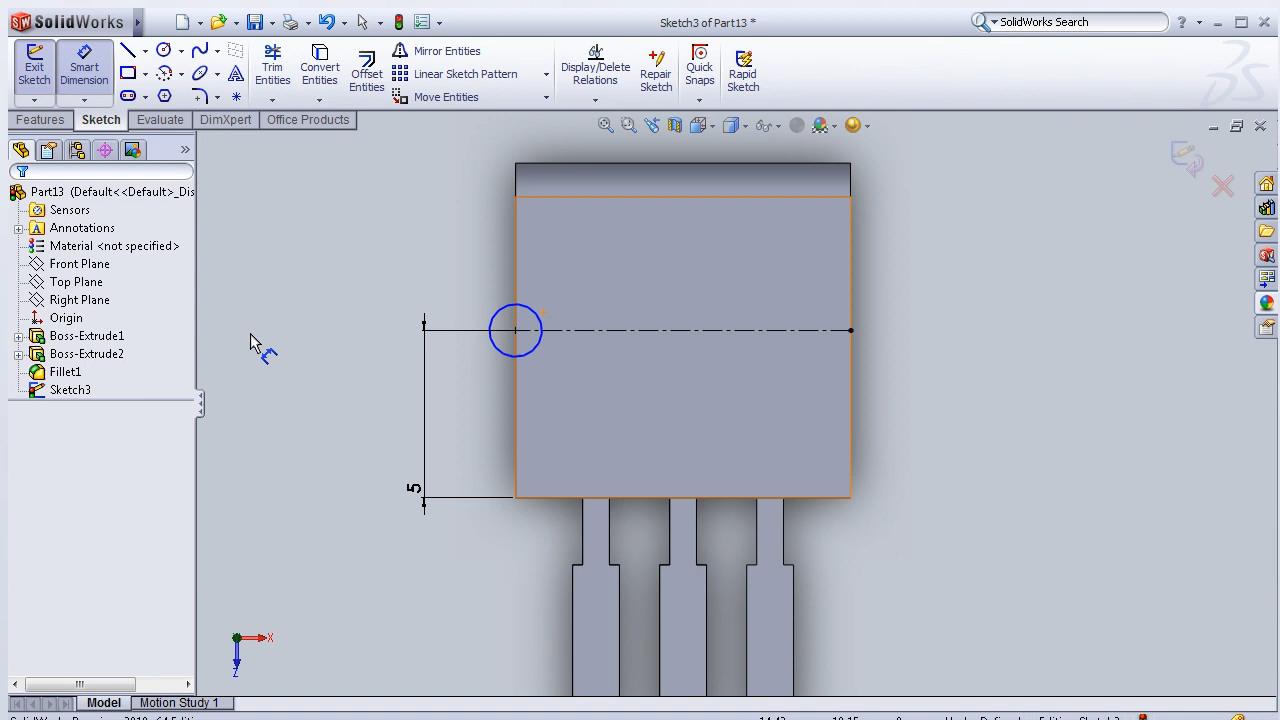 SolidWorks
Sketch3 of Part13 *
SolidWorks Search
Exit Sketch
Smart Dimension
Trim Entities
Convert Entities
Offset Entities
Mirror Entities
Linear Sketch Pattern
Move Entities
Display/Delete Relations
Repair Sketch
Quick Snaps
Rapid Sketch
Features
Sketch
Evaluate
DimXpert
Office Products
Part13 (Default<<Default>_Dis
Sensors
Annotations
Material <not specified>
Front Plane
Top Plane
Right Plane
Origin
Boss-Extrude1
Boss-Extrude2
Fillet1
Sketch3
5
X
Z
Model
Motion Study 1